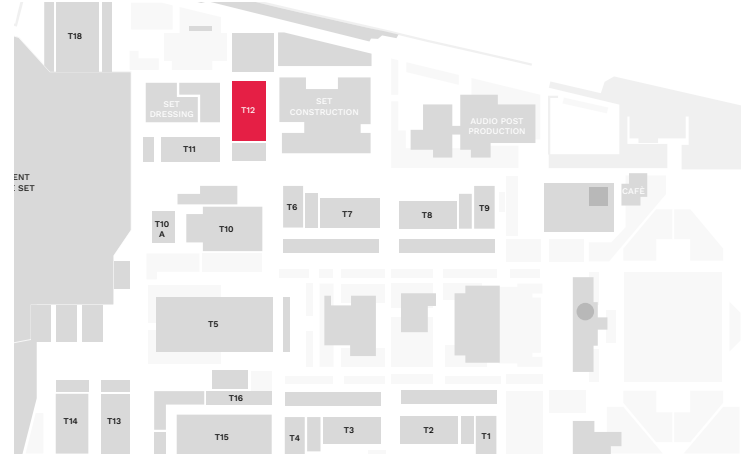 T18
SET
DRESSING
T12
SET
CONSTRUCTION
AUDIO POST
PRODUCTION
T11
ENT
E SET
CAFÉ
T6
T7
T8
T9
T10
A
T10
T5
T16
T14
T13
T15
T4
T3
T2
T1